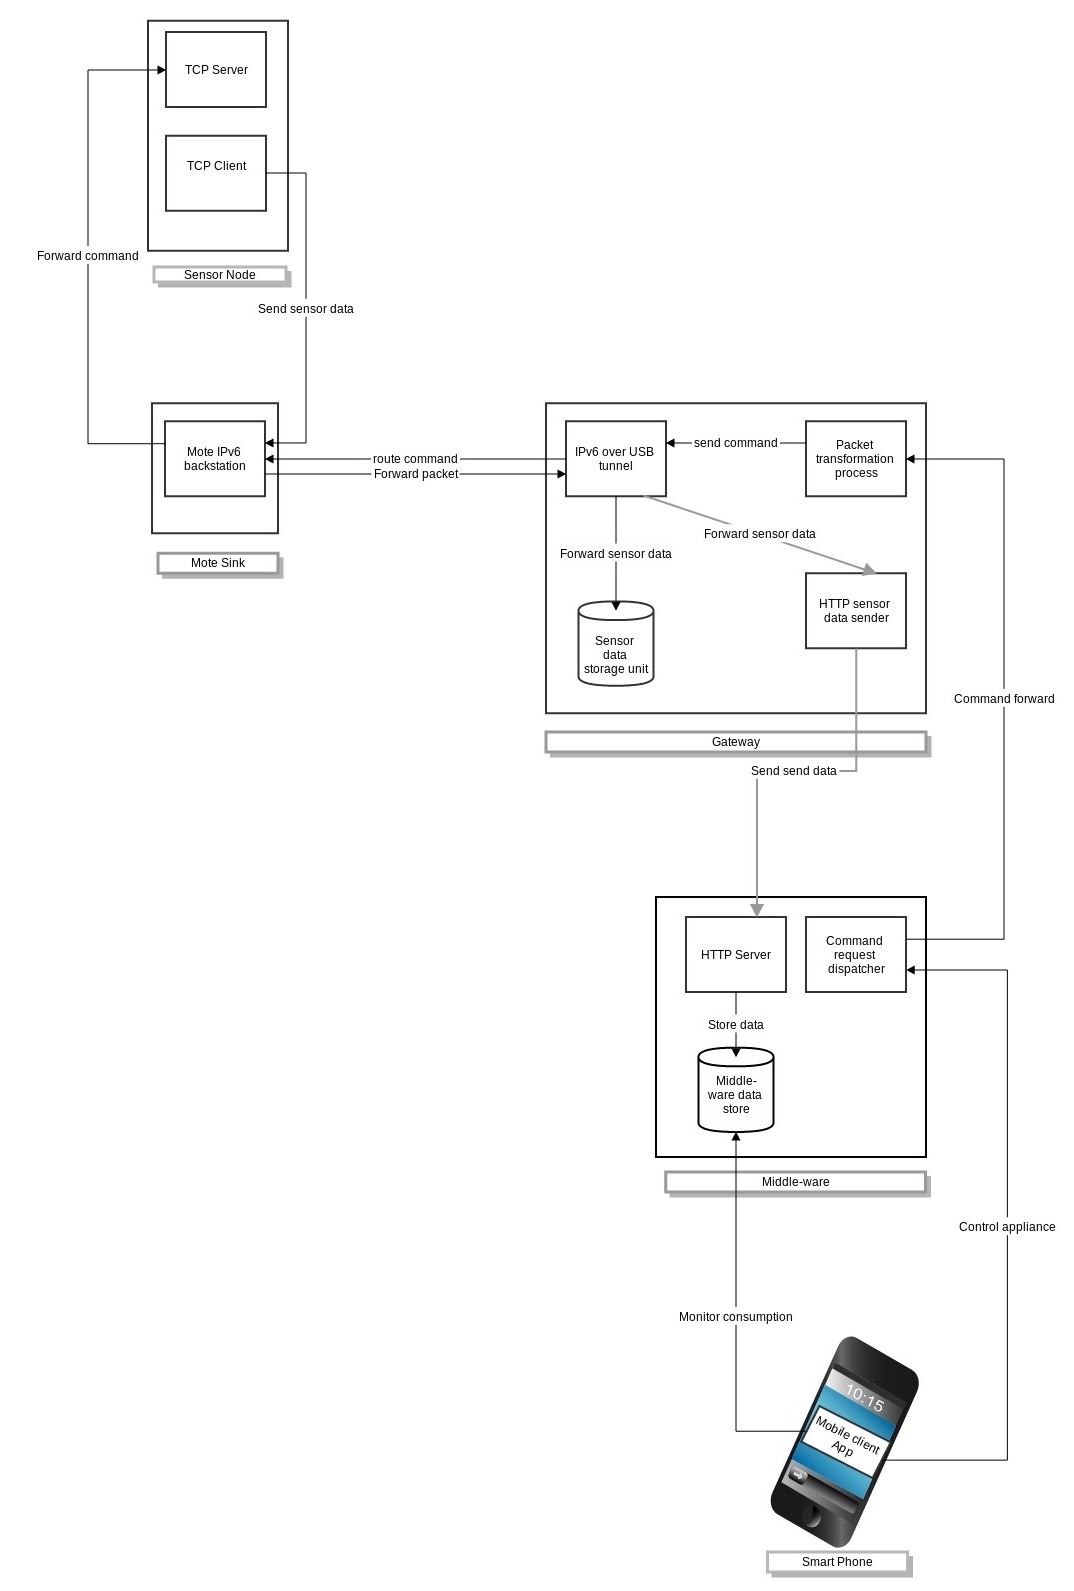 TCP Server
TCP Client
Forward command
Sensor Node
Send sensor data
Mote IPv6
backstation
route command
Forward packet
Mote Sink
IPv6 over USB
tunnel
send command
Packet
transformation
process
Forward sensor data
Forward sensor data
HTTP sensor
data sender
Sensor
data
storage unit
Command forward
Gateway
Send send data
HTTP Server
Command
request
dispatcher
Store data
Middle-
ware data
store
Middle-ware
Control appliance
Monitor consumption
10:15
Mobile client
App
Smart Phone